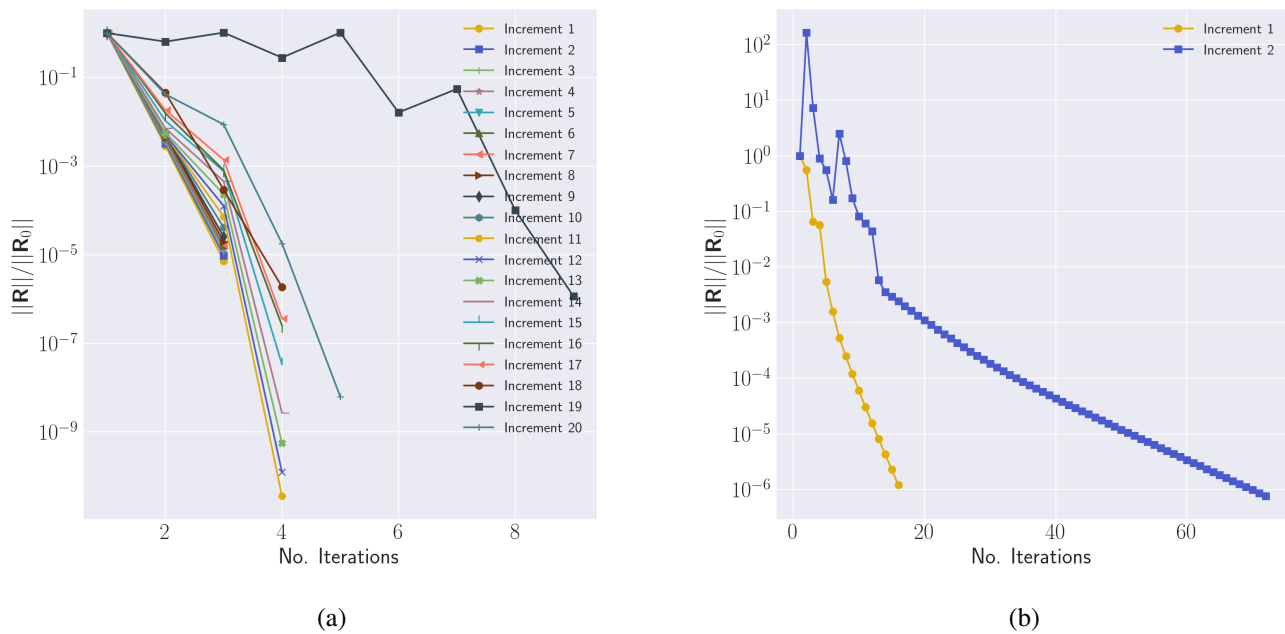 10^{-1}
10^{-3}
10^{-5}
10^{-7}
10^{-9}
||R||/||R_0||
2 4 6 8
No. Iterations
Increment 1
Increment 2
Increment 3
Increment 4
Increment 5
Increment 6
Increment 7
Increment 8
Increment 9
Increment 10
Increment 11
Increment 12
Increment 13
Increment 14
Increment 15
Increment 16
Increment 17
Increment 18
Increment 19
Increment 20
(a)
10^{2}
10^{1}
10^{0}
10^{-1}
10^{-2}
10^{-3}
10^{-4}
10^{-5}
10^{-6}
||R||/||R_0||
0 20 40 60
No. Iterations
Increment 1
Increment 2
(b)